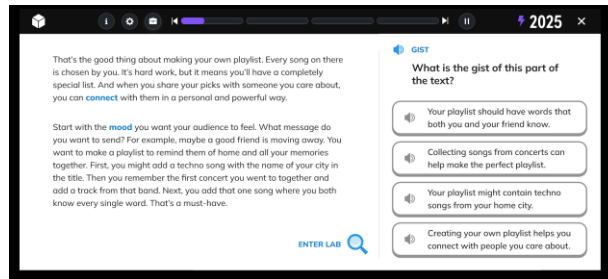 2025
That's the good thing about making your own playlist. Every song on there
is chosen by you. It's hard work, but it means you'll have a completely
special list. And when you share your picks with someone you care about,
you can connect with them in a personal and powerful way.
Start with the mood you want your audience to feel. What message do
you want to send? For example, maybe a good friend is moving away. You
want to make a playlist to remind them of home and all your memories
together. First, you might add a techno song with the name of your city in
the title. Then you remember the first concert you went to together and
add a track from that band. Next, you add that one song where you both
know every single word. That's a must-have.
ENTER LAB
GIST
What is the gist of this part of
the text?
Your playlist should have words that
both you and your friend know.
Collecting songs from concerts can
help make the perfect playlist.
Your playlist might contain techno
songs from your home city.
Creating your own playlist helps you
connect with people you care about.